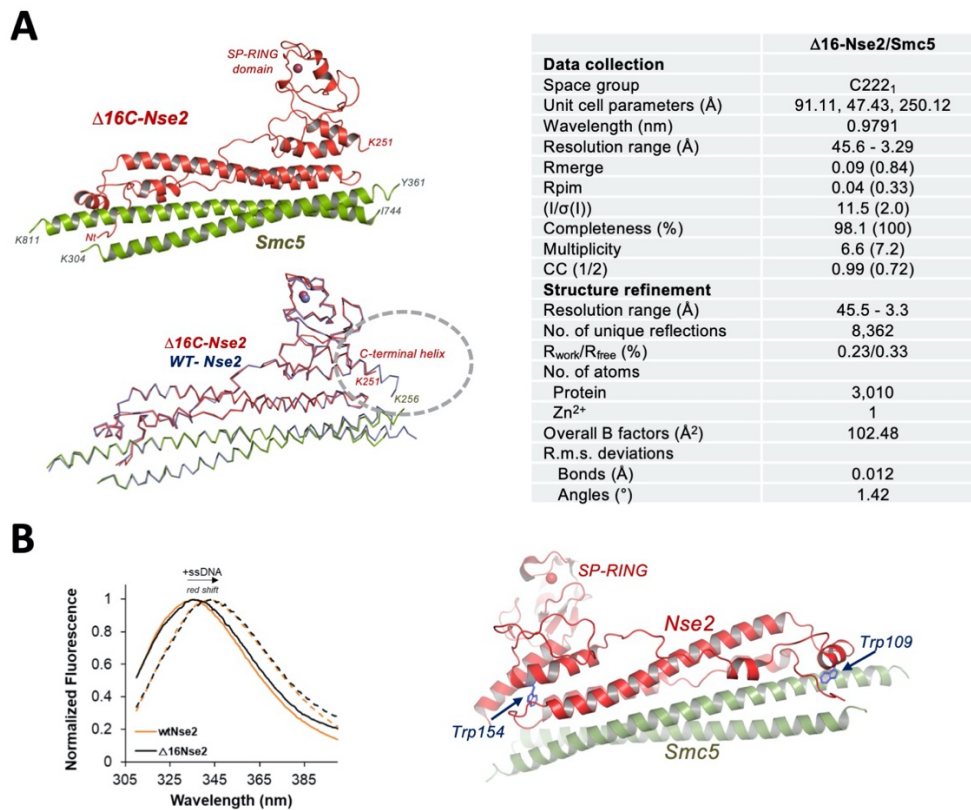 A
SP-RING
domain
Δ16C-Nse2
K251
Y361
I744
K811
Nt
Smc5
K304
Δ16C-Nse2
WT- Nse2
C-terminal helix
K251
K256
Δ16-Nse2/Smc5
Data collection
Space group C222₁
Unit cell parameters (Å) 91.11, 47.43, 250.12
Wavelength (nm) 0.9791
Resolution range (Å) 45.6 - 3.29
Rmerge 0.09 (0.84)
Rpim 0.04 (0.33)
(I/σ(I)) 11.5 (2.0)
Completeness (%) 98.1 (100)
Multiplicity 6.6 (7.2)
CC (1/2) 0.99 (0.72)
Structure refinement
Resolution range (Å) 45.5 - 3.3
No. of unique reflections 8,362
Rwork/Rfree (%) 0.23/0.33
No. of atoms
Protein 3,010
Zn²⁺ 1
Overall B factors (Å²) 102.48
R.m.s. deviations
Bonds (Å) 0.012
Angles (°) 1.42
B
+ssDNA
red shift
Normalized Fluorescence
1
0.8
0.6
0.4
0.2
wtNse2
Δ16Nse2
305 325 345 365 385
Wavelength (nm)
SP-RING
Nse2
Trp109
Trp154
Smc5